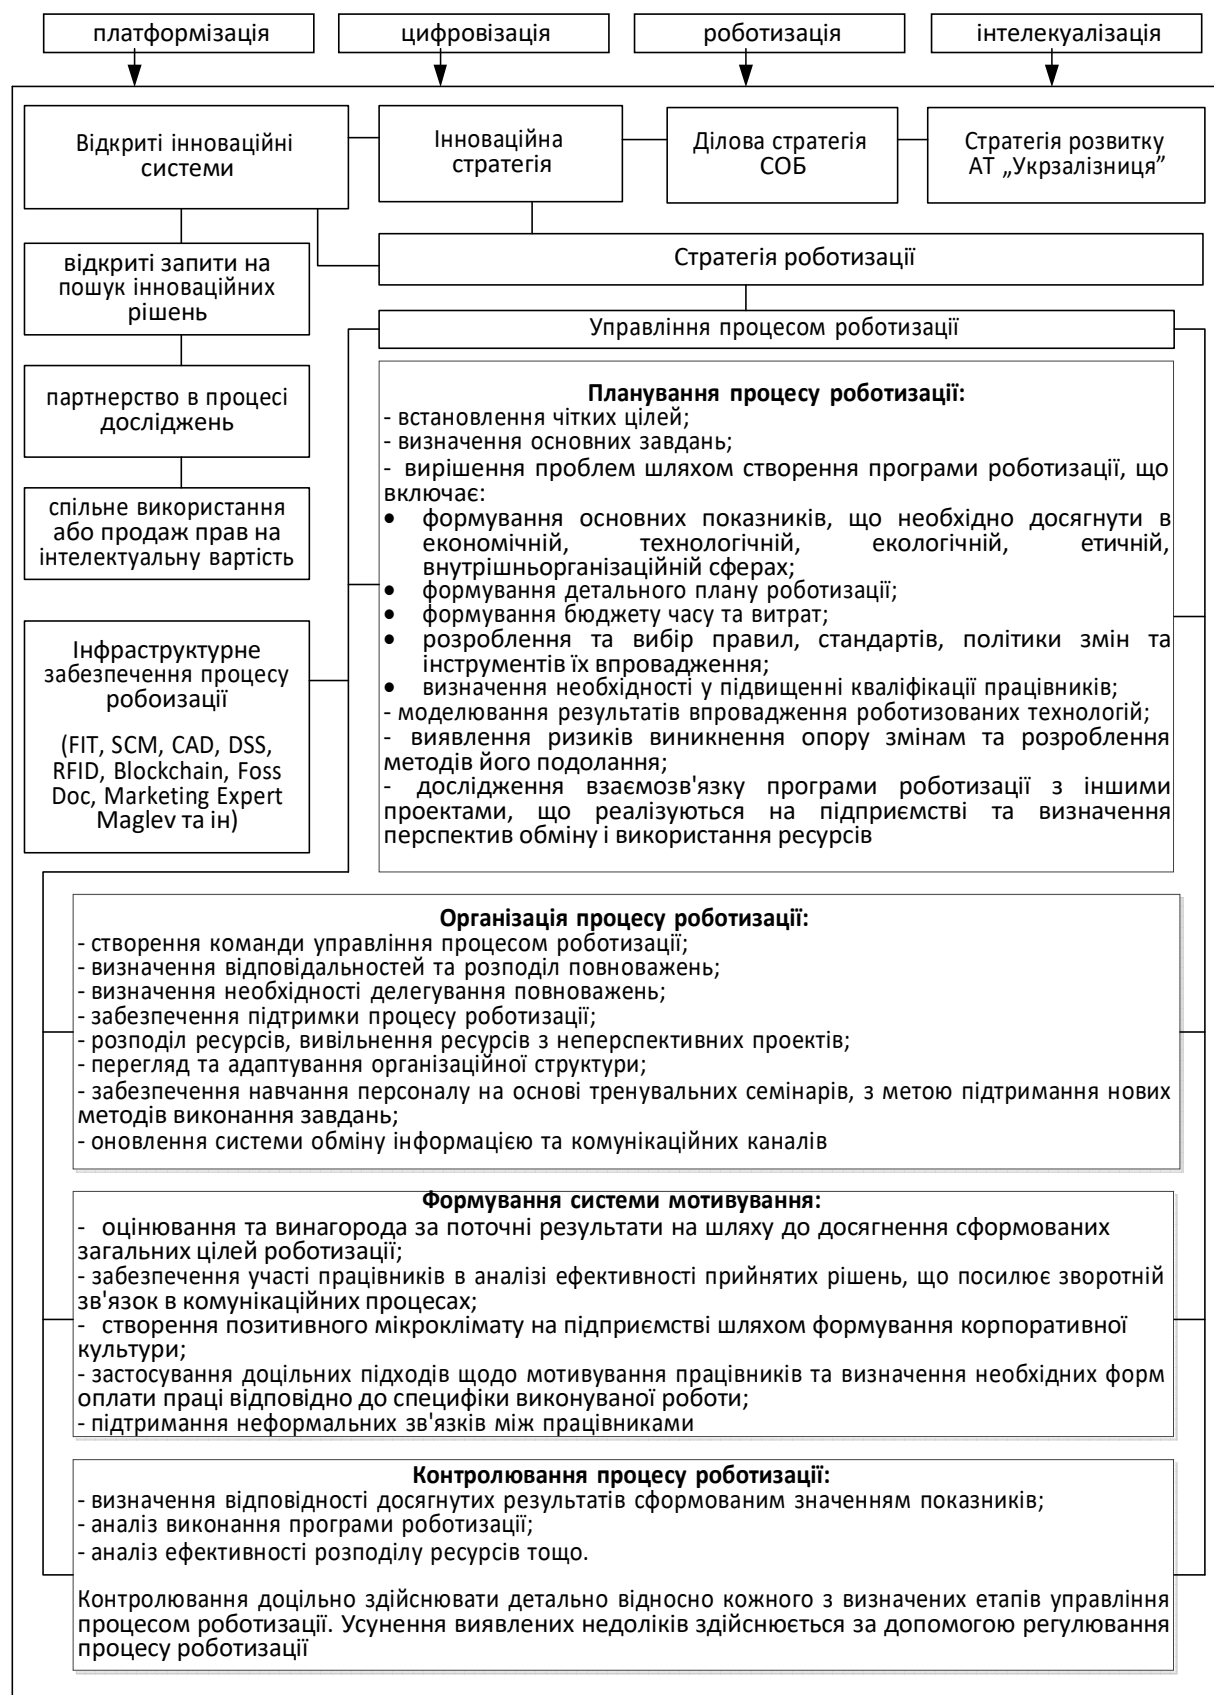 платформізація
цифровізація
роботизація
інтелекуалізація
Відкриті інноваційні
системи
Інноваційна
стратегія
Ділова стратегія
СОБ
Стратегія розвитку
АТ „Укрзалізниця”
відкриті запити на
пошук інноваційних
рішень
партнерство в процесі
досліджень
спільне використання
або продаж прав на
інтелектуальну вартість
Інфраструктурне
забезпечення процесу
робоизації
(FIT, SCM, CAD, DSS,
RFID, Blockchain, Foss
Doc, Marketing Expert
Maglev та ін)
Стратегія роботизації
Управління процесом роботизації
Планування процесу роботизації:
- встановлення чітких цілей;
- визначення основних завдань;
- вирішення проблем шляхом створення програми роботизації, що
включає:
• формування основних показників, що необхідно досягнути в
економічній, технологічній, екологічній, етичній,
внутрішньорганізаційній сферах;
• формування детального плану роботизації;
• формування бюджету часу та витрат;
• розроблення та вибір правил, стандартів, політики змін та
інструментів їх впровадження;
• визначення необхідності у підвищенні кваліфікації працівників;
- моделювання результатів впровадження роботизованих технологій;
- виявлення ризиків виникнення опору змінам та розроблення
методів його подолання;
- дослідження взаємозв'язку програми роботизації з іншими
проектами, що реалізуються на підприємстві та визначення
перспектив обміну і використання ресурсів
Організація процесу роботизації:
- створення команди управління процесом роботизації;
- визначення відповідальностей та розподіл повноважень;
- визначення необхідності делегування повноважень;
- забезпечення підтримки процесу роботизації;
- розподіл ресурсів, вивільнення ресурсів з неперспективних проектів;
- перегляд та адаптування організаційної структури;
- забезпечення навчання персоналу на основі тренувальних семінарів, з метою підтримання нових
методів виконання завдань;
- оновлення системи обміну інформацією та комунікаційних каналів
Формування системи мотивування:
- оцінювання та винагорода за поточні результати на шляху до досягнення сформованих
загальних цілей роботизації;
- забезпечення участі працівників в аналізі ефективності прийнятих рішень, що посилює зворотній
зв'язок в комунікаційних процесах;
- створення позитивного мікроклімату на підприємстві шляхом формування корпоративної
культури;
- застосування доцільних підходів щодо мотивування працівників та визначення необхідних форм
оплати праці відповідно до специфіки виконуваної роботи;
- підтримання неформальних зв'язків між працівниками
Контролювання процесу роботизації:
- визначення відповідності досягнутих результатів сформованим значенням показників;
- аналіз виконання програми роботизації;
- аналіз ефективності розподілу ресурсів тощо.
Контролювання доцільно здійснювати детально відносно кожного з визначених етапів управління
процесом роботизації. Усунення виявлених недоліків здійснюється за допомогою регулювання
процесу роботизації